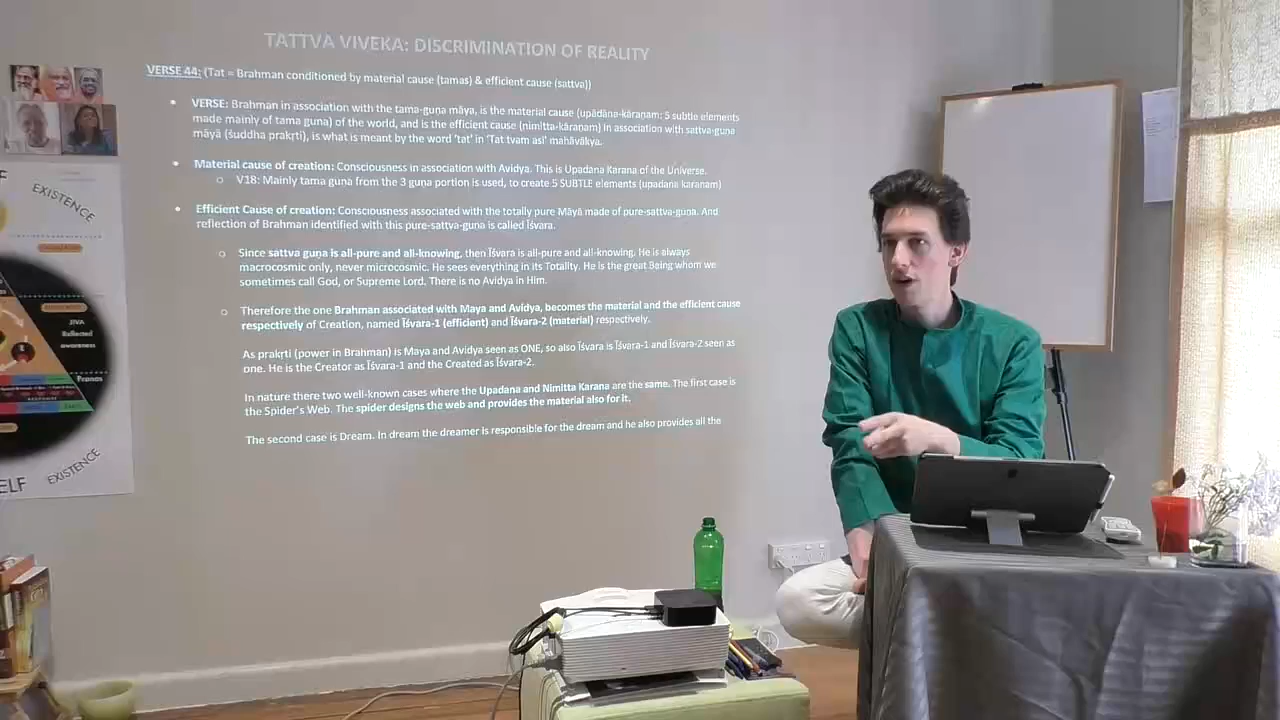 TATTVA VIVEKA: DISCRIMINATION OF REALITY
VERSE 44: (Tat = Brahman conditioned by material cause (tamas) & efficient cause (sattva))
• VERSE: Brahman in association with the tama-guṇa māyа, is the material cause (upādāna-kāraṇam: 5 subtle elements
made mainly of tama guṇa) of the world, and is the efficient cause (nimitta-kāraṇam) in association with sattva-guṇa
māyā (śuddha prakṛti), is what is meant by the word 'tat' in 'Tat tvam asi' mahāvākya.
• Material cause of creation: Consciousness in association with Avidya. This is Upadana Karana of the Universe.
○ V18: Mainly tama guṇa from the 3 guṇa portion is used, to create 5 SUBTLE elements (upadana karanam)
• Efficient Cause of creation: Consciousness associated with the totally pure Māyā made of pure-sattva-guṇa. And
reflection of Brahman identified with this pure-sattva-guṇa is called Īśvara.
○ Since sattva guṇa is all-pure and all-knowing, then Īśvara is all-pure and all-knowing. He is always
macrocosmic only, never microcosmic. He sees everything in its Totality. He is the great Being whom we
sometimes call God, or Supreme Lord. There is no Avidya in Him.
○ Therefore the one Brahman associated with Maya and Avidya, becomes the material and the efficient cause
respectively of Creation, named Īśvara-1 (efficient) and Īśvara-2 (material) respectively.
As prakṛti (power in Brahman) is Maya and Avidya seen as ONE, so also Īśvara is Īśvara-1 and Īśvara-2 seen as
one. He is the Creator as Īśvara-1 and the Created as Īśvara-2.
In nature there two well-known cases where the Upadana and Nimitta Karana are the same. The first case is
the Spider's Web. The spider designs the web and provides the material also for it.
The second case is Dream. In dream the dreamer is responsible for the dream and he also provides all the
EXISTENCE
JIVA
Reflected
awareness
Pranas
ELF
EXISTENCE